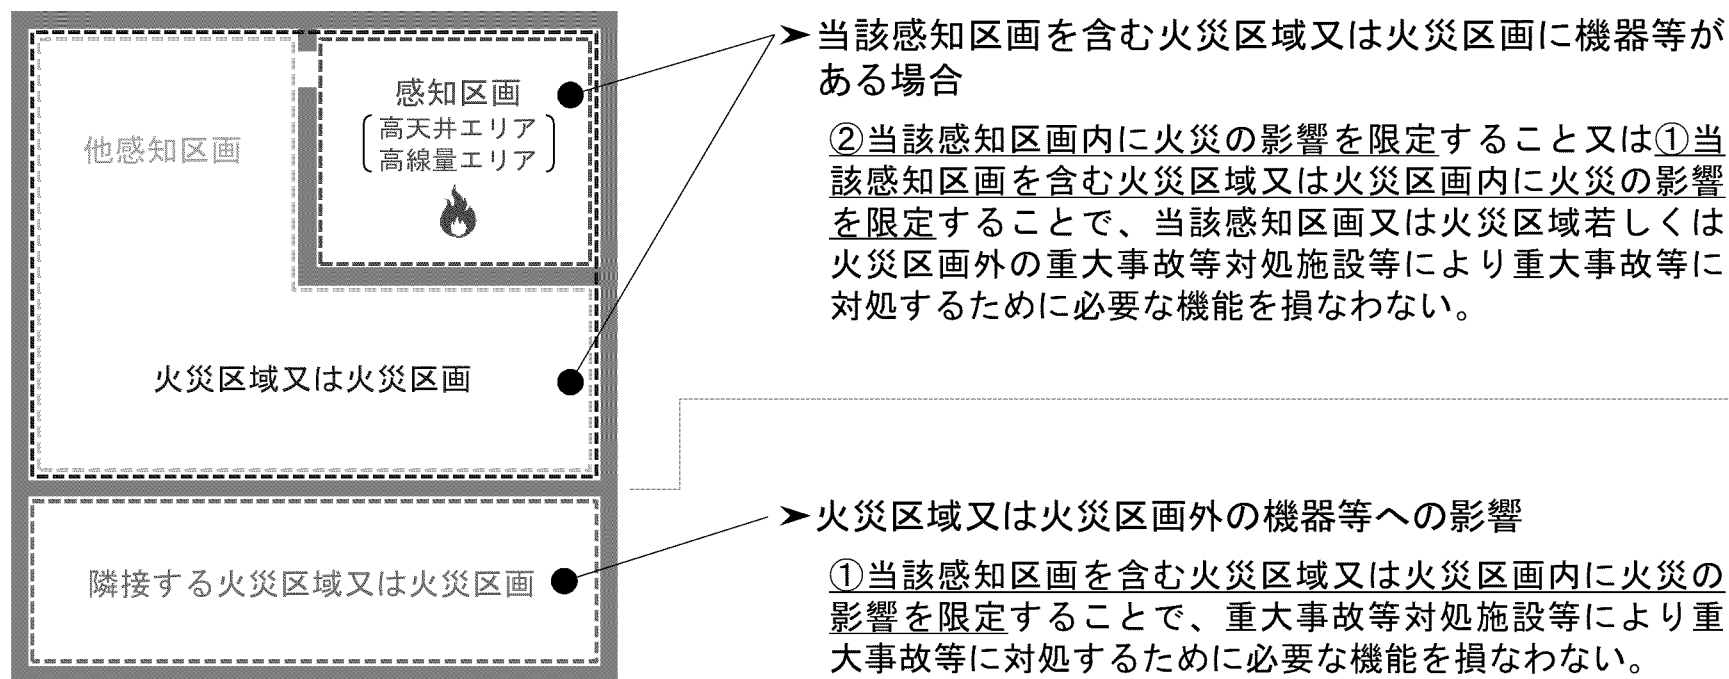 感知区画
高天井エリア
高線量エリア
他感知区画
火災区域又は火災区画
隣接する火災区域又は火災区画
➤当該感知区画を含む火災区域又は火災区画に機器等が
ある場合
②当該感知区画内に火災の影響を限定すること又は①当
該感知区画を含む火災区域又は火災区画内に火災の影響
を限定することで、当該感知区画又は火災区域若しくは
火災区画外の重大事故等対処施設等により重大事故等に
対処するために必要な機能を損なわない。
➤火災区域又は火災区画外の機器等への影響
①当該感知区画を含む火災区域又は火災区画内に火災の
影響を限定することで、重大事故等対処施設等により重
大事故等に対処するために必要な機能を損なわない。